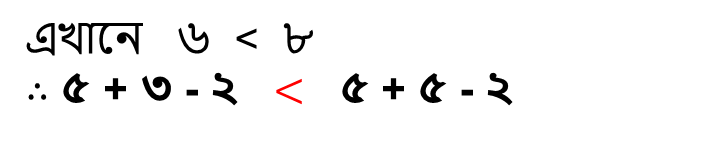 এখানে ৬ < ৮
∴ ৫ + ৩ - ২ < ৫ + ৫ - ২